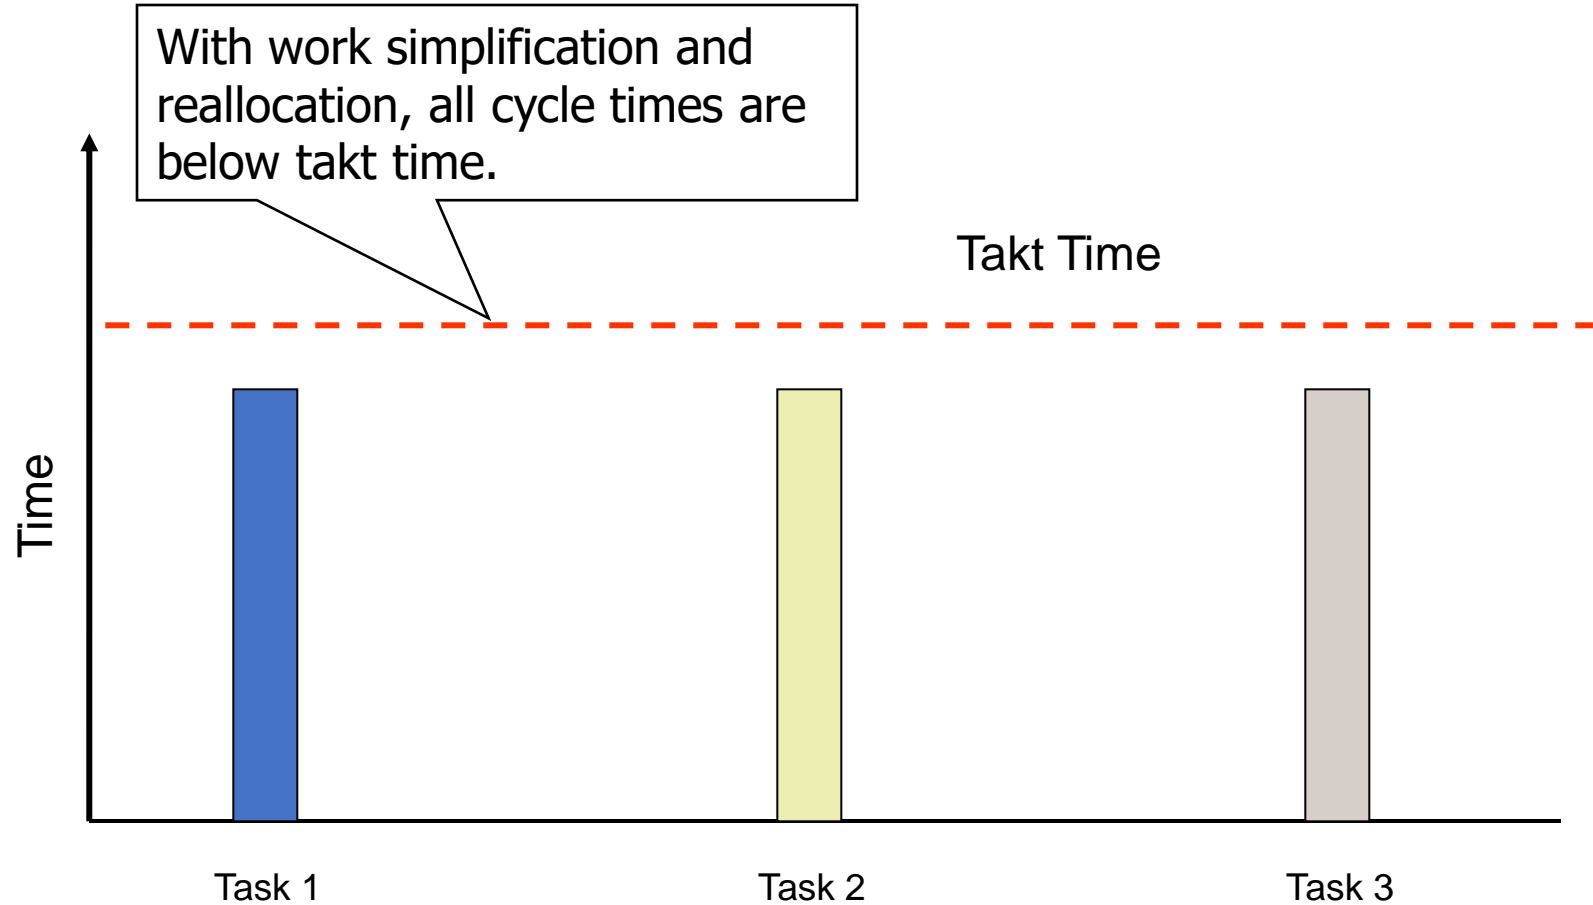 With work simplification and
reallocation, all cycle times are
below takt time.
Takt Time
Time
Task 1
Task 2
Task 3